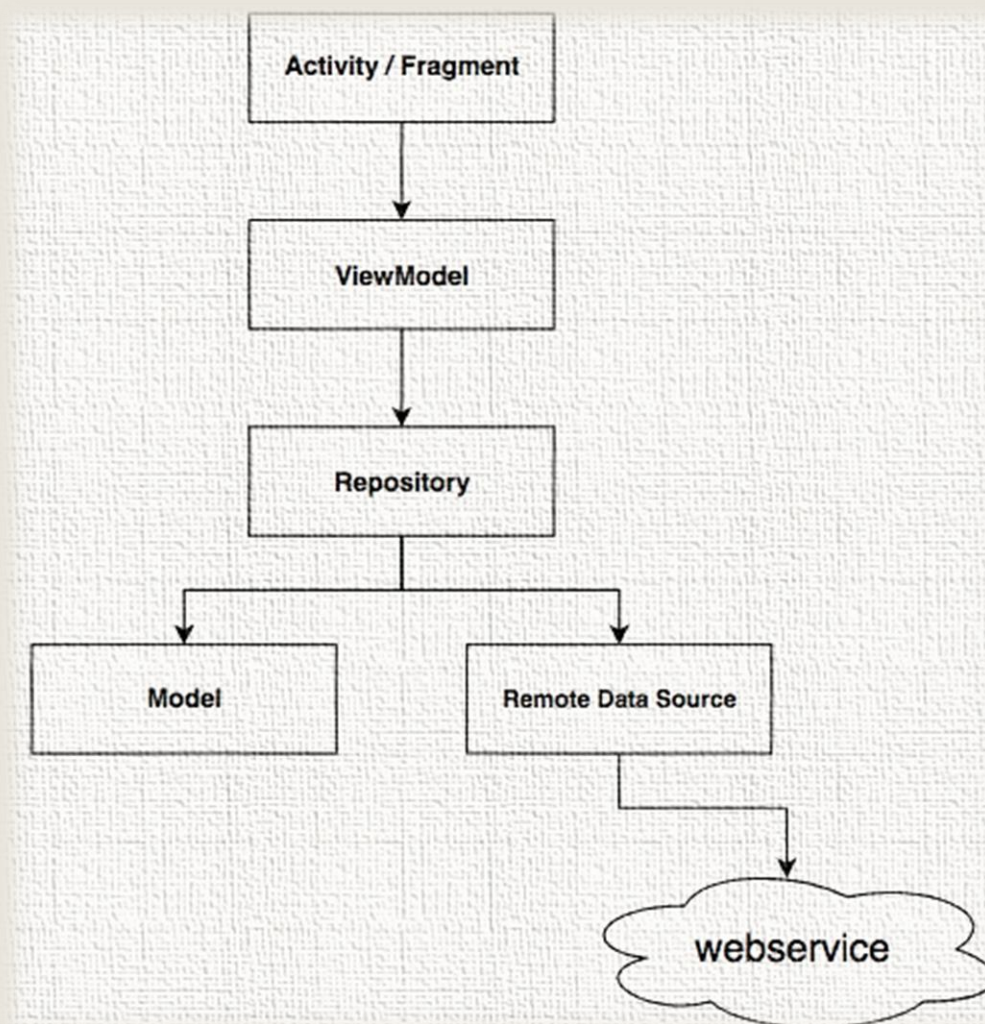 Activity / Fragment
ViewModel
Repository
Model
Remote Data Source
webservice